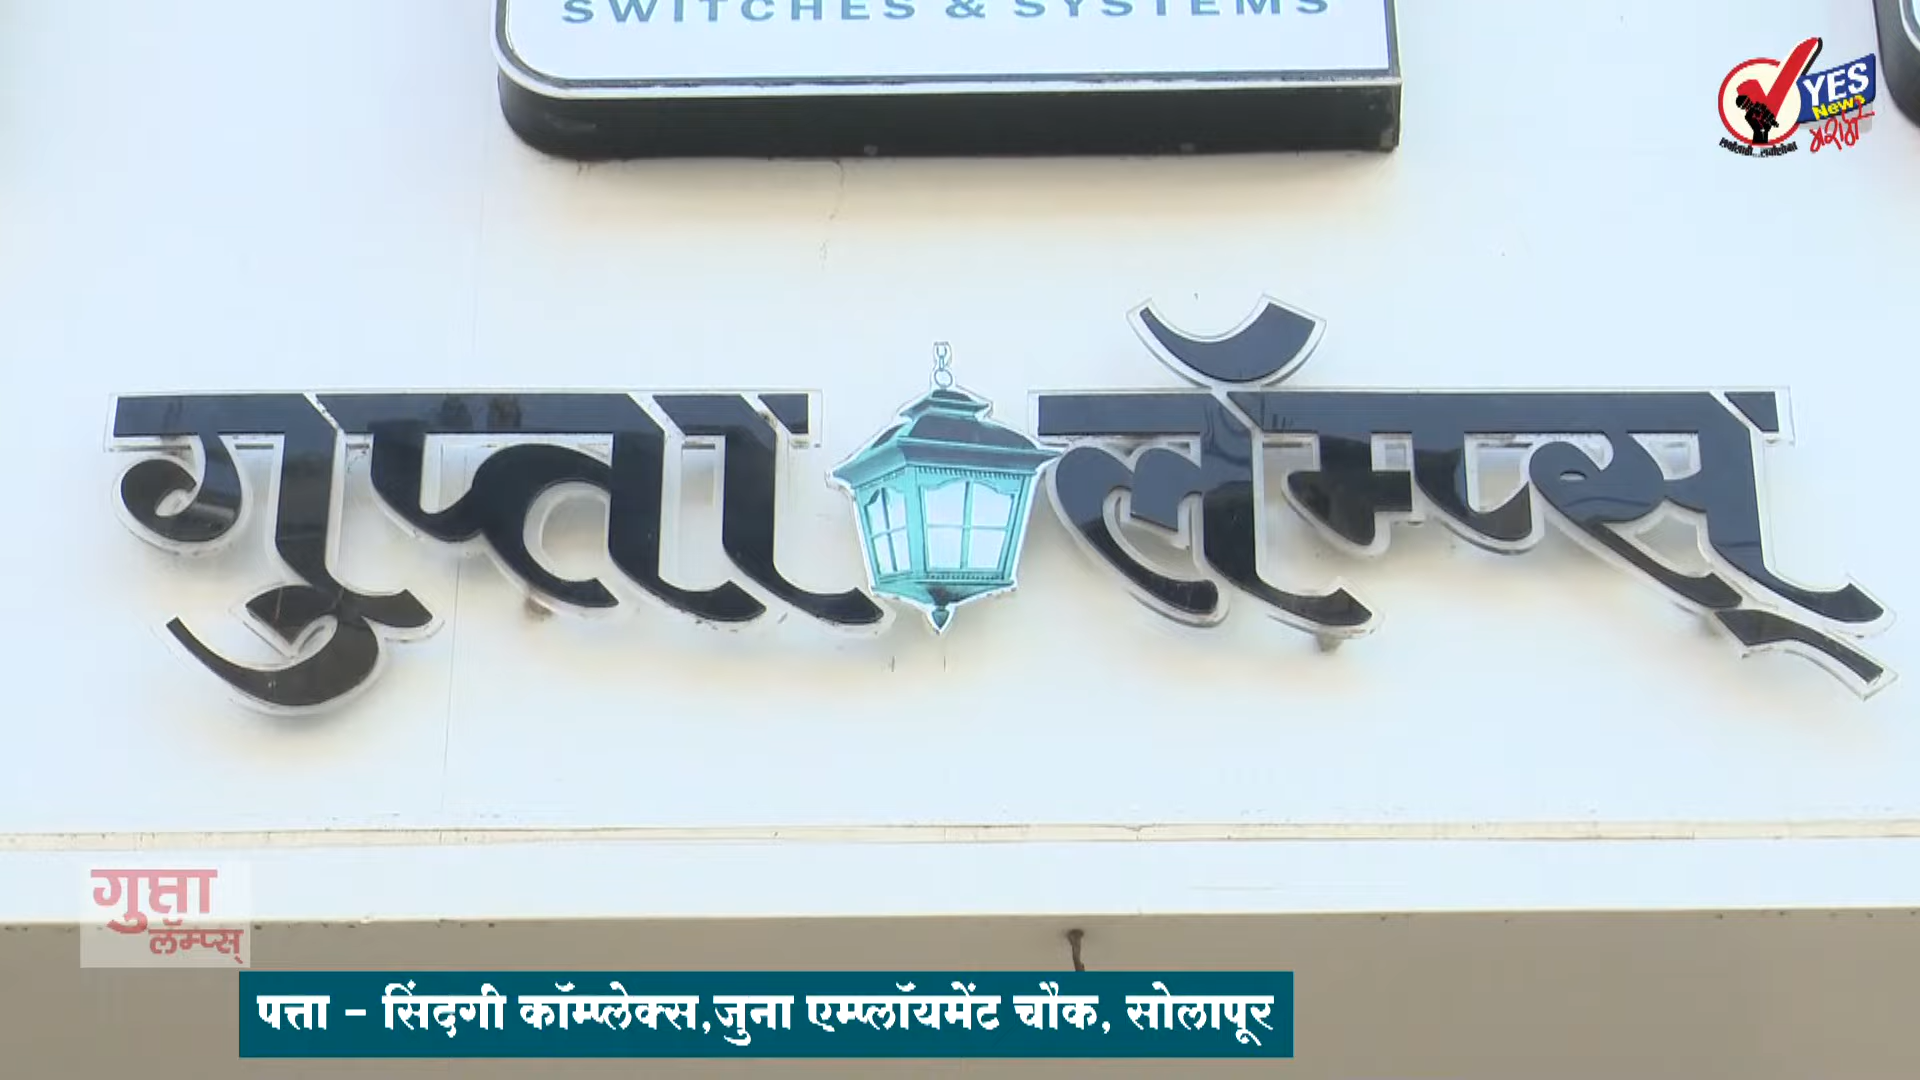 SWITCHES & SYSTEMS
YES
News
मराठी
गुप्ता लॅम्प्स्
गुप्ता
लॅम्प्स्
पत्ता – सिंदगी कॉम्प्लेक्स,जुना एम्प्लॉयमेंट चौक, सोलापूर